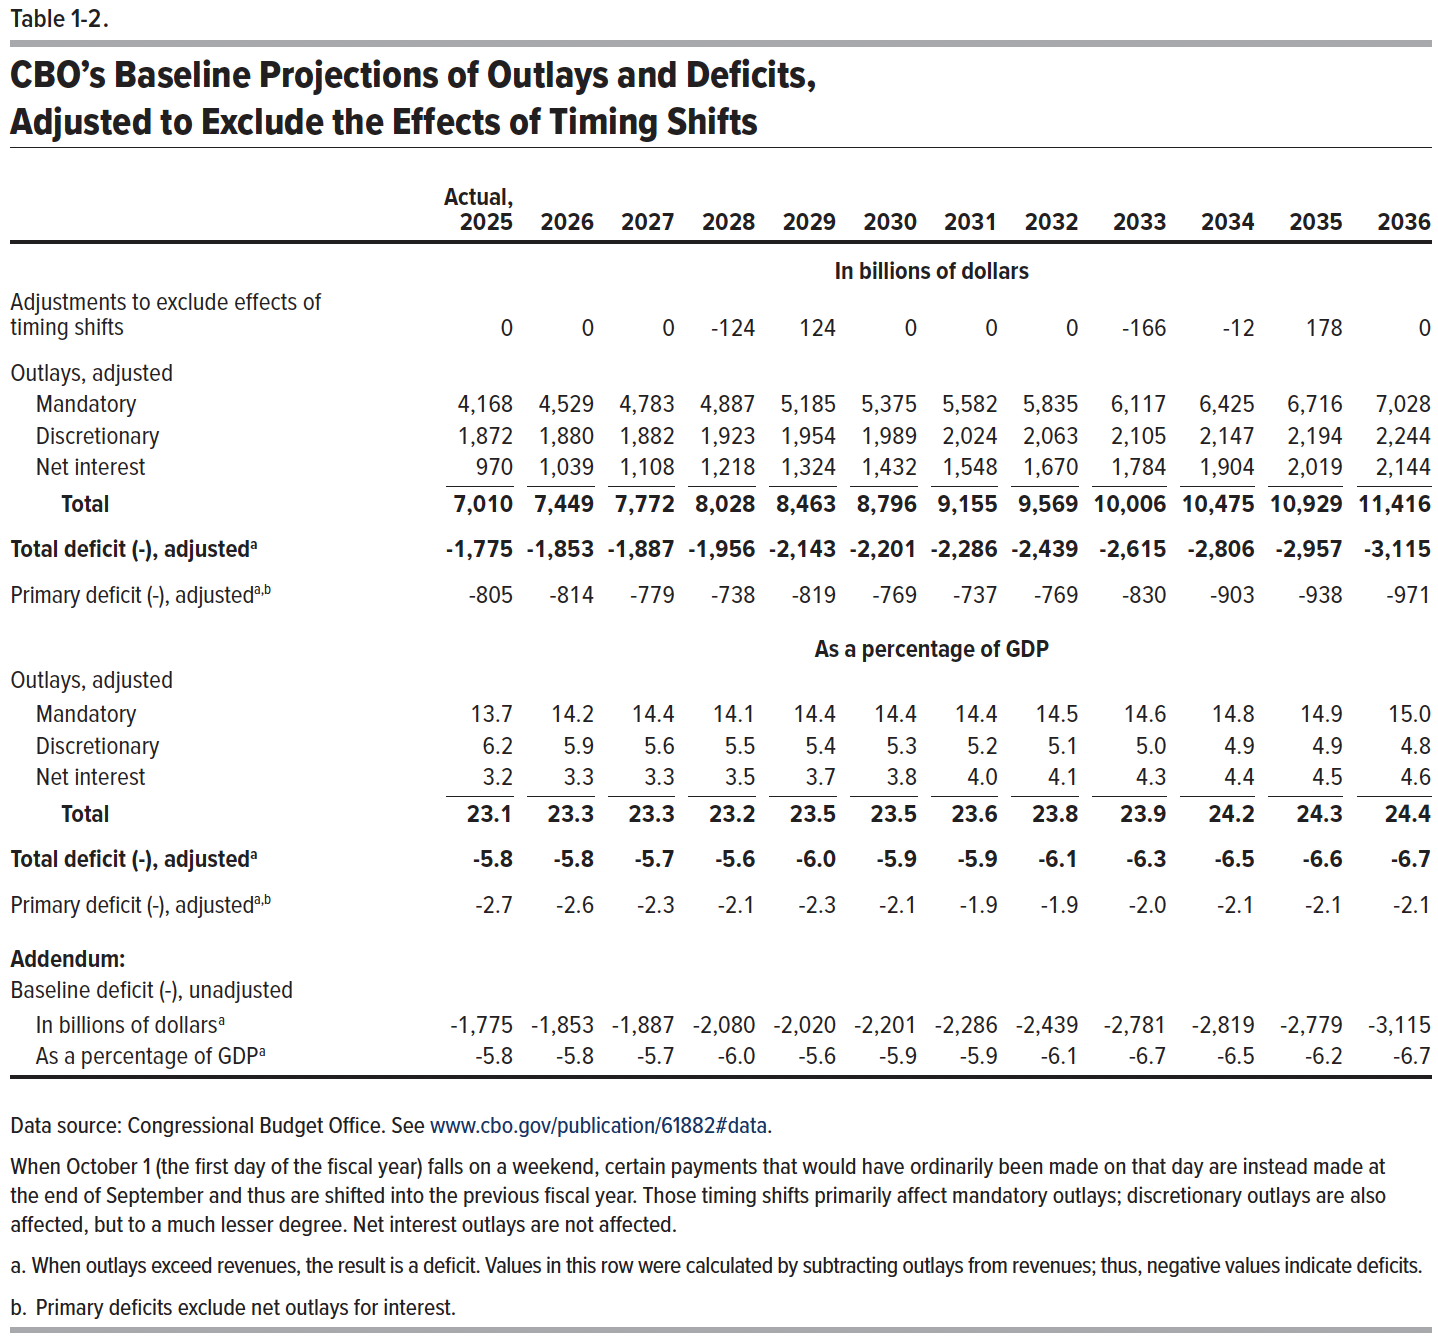 Table 1-2.
CBO’s Baseline Projections of Outlays and Deficits,
Adjusted to Exclude the Effects of Timing Shifts
Actual,
2025 2026 2027 2028 2029 2030 2031 2032 2033 2034 2035 2036
In billions of dollars
Adjustments to exclude effects of
timing shifts 0 0 0 -124 124 0 0 0 -166 -12 178 0
Outlays, adjusted
Mandatory 4,168 4,529 4,783 4,887 5,185 5,375 5,582 5,835 6,117 6,425 6,716 7,028
Discretionary 1,872 1,880 1,882 1,923 1,954 1,989 2,024 2,063 2,105 2,147 2,194 2,244
Net interest 970 1,039 1,108 1,218 1,324 1,432 1,548 1,670 1,784 1,904 2,019 2,144
Total 7,010 7,449 7,772 8,028 8,463 8,796 9,155 9,569 10,006 10,475 10,929 11,416
Total deficit (-), adjusteda -1,775 -1,853 -1,887 -1,956 -2,143 -2,201 -2,286 -2,439 -2,615 -2,806 -2,957 -3,115
Primary deficit (-), adjusteda,b -805 -814 -779 -738 -819 -769 -737 -769 -830 -903 -938 -971
As a percentage of GDP
Outlays, adjusted
Mandatory 13.7 14.2 14.4 14.1 14.4 14.4 14.4 14.5 14.6 14.8 14.9 15.0
Discretionary 6.2 5.9 5.6 5.5 5.4 5.3 5.2 5.1 5.0 4.9 4.9 4.8
Net interest 3.2 3.3 3.3 3.5 3.7 3.8 4.0 4.1 4.3 4.4 4.5 4.6
Total 23.1 23.3 23.3 23.2 23.5 23.5 23.6 23.8 23.9 24.2 24.3 24.4
Total deficit (-), adjusteda -5.8 -5.8 -5.7 -5.6 -6.0 -5.9 -5.9 -6.1 -6.3 -6.5 -6.6 -6.7
Primary deficit (-), adjusteda,b -2.7 -2.6 -2.3 -2.1 -2.3 -2.1 -1.9 -1.9 -2.0 -2.1 -2.1 -2.1
Addendum:
Baseline deficit (-), unadjusted
In billions of dollarsa -1,775 -1,853 -1,887 -2,080 -2,020 -2,201 -2,286 -2,439 -2,781 -2,819 -2,779 -3,115
As a percentage of GDPa -5.8 -5.8 -5.7 -6.0 -5.6 -5.9 -5.9 -6.1 -6.7 -6.5 -6.2 -6.7
Data source: Congressional Budget Office. See www.cbo.gov/publication/61882#data.
When October 1 (the first day of the fiscal year) falls on a weekend, certain payments that would have ordinarily been made on that day are instead made at
the end of September and thus are shifted into the previous fiscal year. Those timing shifts primarily affect mandatory outlays; discretionary outlays are also
affected, but to a much lesser degree. Net interest outlays are not affected.
a. When outlays exceed revenues, the result is a deficit. Values in this row were calculated by subtracting outlays from revenues; thus, negative values indicate deficits.
b. Primary deficits exclude net outlays for interest.